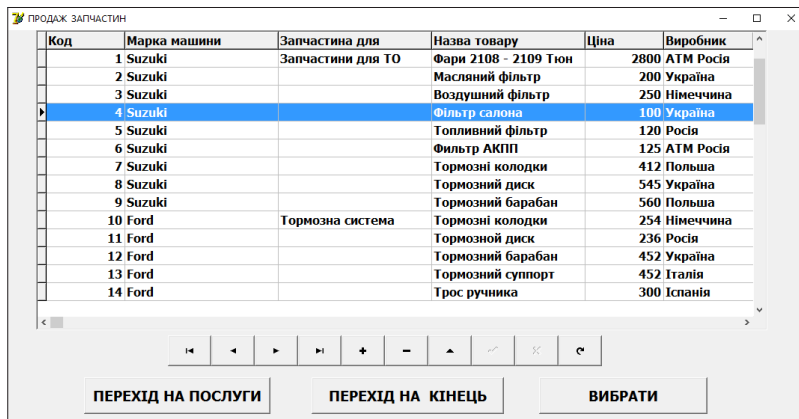 ПРОДАЖ ЗАПЧАСТИН
Код Марка машини Запчастина для Назва товару Ціна Виробник
1 Suzuki Запчастини для ТО Фари 2108 - 2109 Тюн 2800 АТМ Росія
2 Suzuki Масляний фільтр 200 Україна
3 Suzuki Воздушний фільтр 250 Німеччина
4 Suzuki Фільтр салона 100 Україна
5 Suzuki Топливний фільтр 120 Росія
6 Suzuki Фильтр АКПП 125 АТМ Росія
7 Suzuki Тормозні колодки 412 Польша
8 Suzuki Тормозний диск 545 Україна
9 Suzuki Тормозний барабан 560 Польша
10 Ford Тормозна система Тормозні колодки 254 Німеччина
11 Ford Тормозной диск 236 Росія
12 Ford Тормозний барабан 452 Україна
13 Ford Тормозний суппорт 452 Італія
14 Ford Трос ручника 300 Іспанія
ПЕРЕХІД НА ПОСЛУГИ ПЕРЕХІД НА КІНЕЦЬ ВИБРАТИ